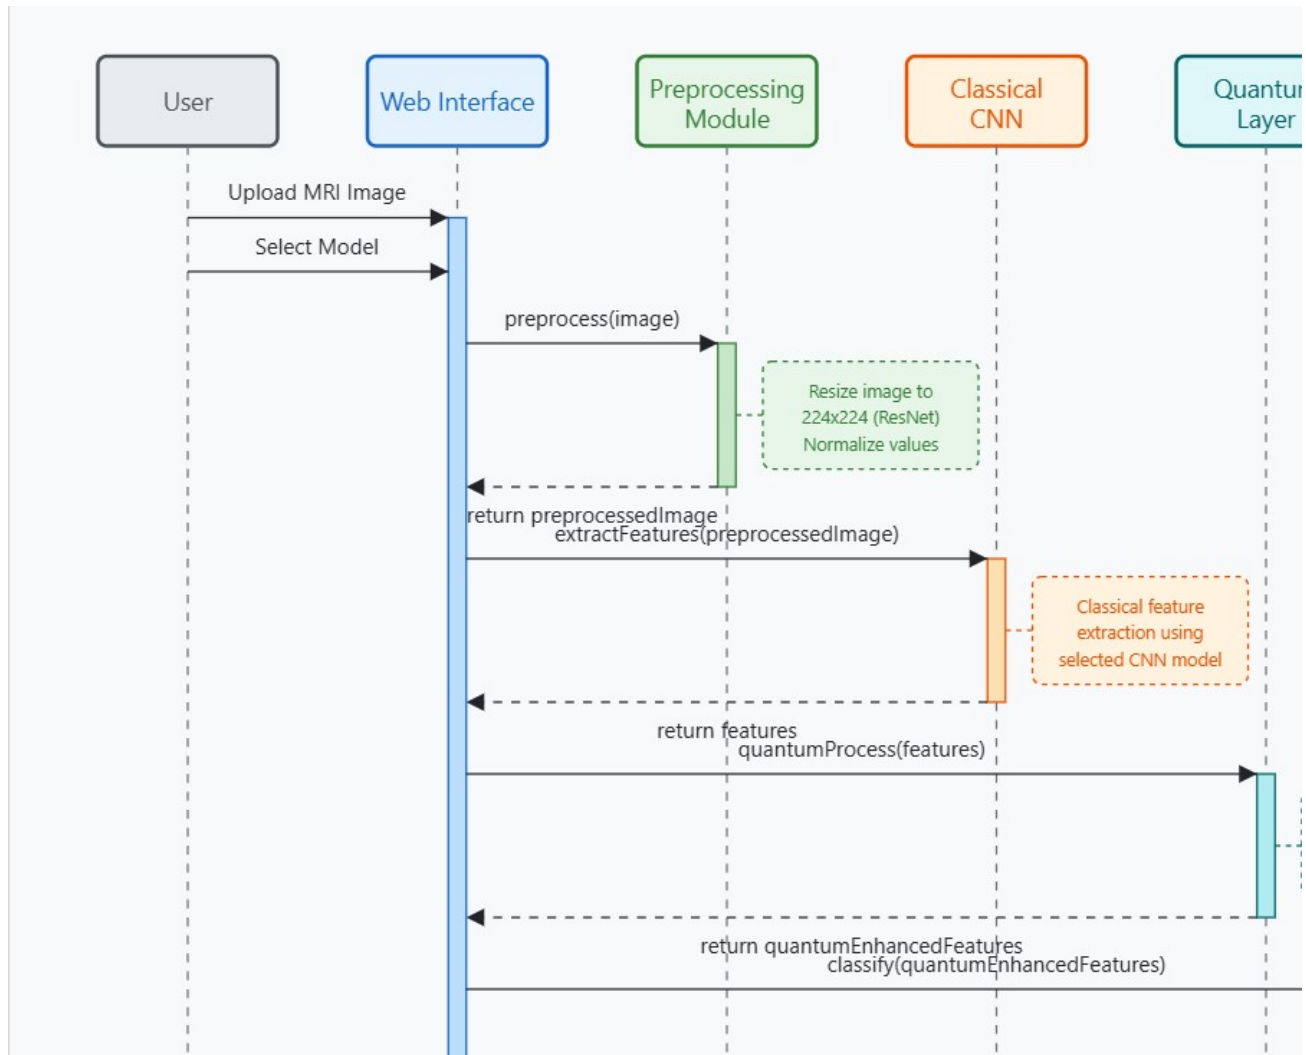 User
Web Interface
Preprocessing
Module
Classical
CNN
Layer
Upload MRI Image
Select Model
preprocess(image)
Resize image to
224x224 (ResNet)
Normalize values
return preprocessedImage
extractFeatures(preprocessedImage)
Classical feature
extraction using
selected CNN model
return features
quantumProcess(features)
return quantumEnhancedFeatures
classify(quantumEnhancedFeatures)